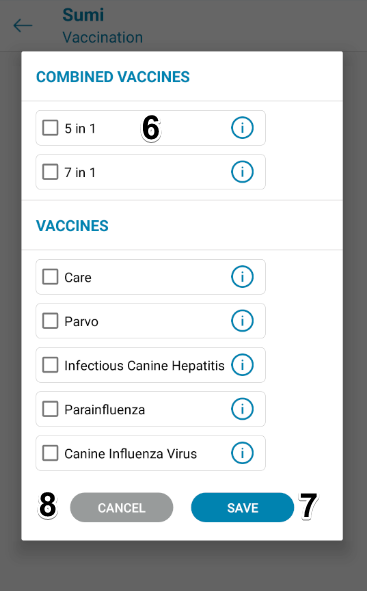 Sumi
Vaccination
COMBINED VACCINES
5 in 1 6
7 in 1
VACCINES
Care
Parvo
Infectious Canine Hepatitis
Parainfluenza
Canine Influenza Virus
8 CANCEL SAVE 7